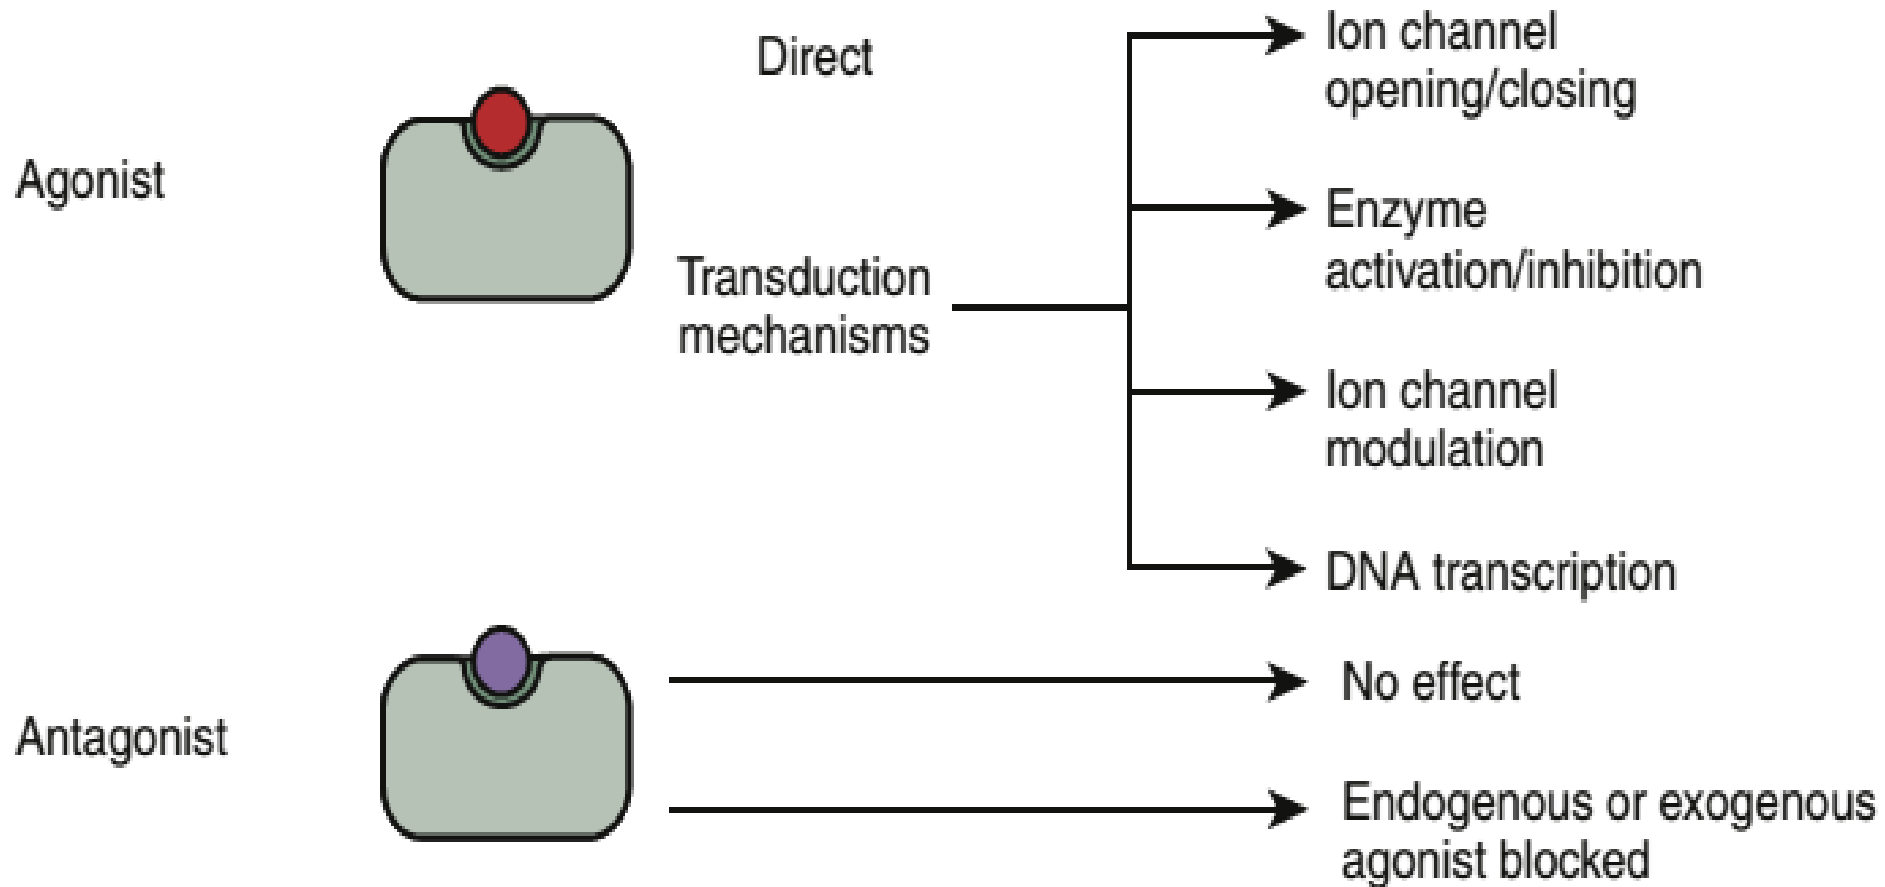 Direct
Ion channel
opening/closing
Agonist
Enzyme
activation/inhibition
Transduction
mechanisms
Ion channel
modulation
DNA transcription
Antagonist
No effect
Endogenous or exogenous
agonist blocked